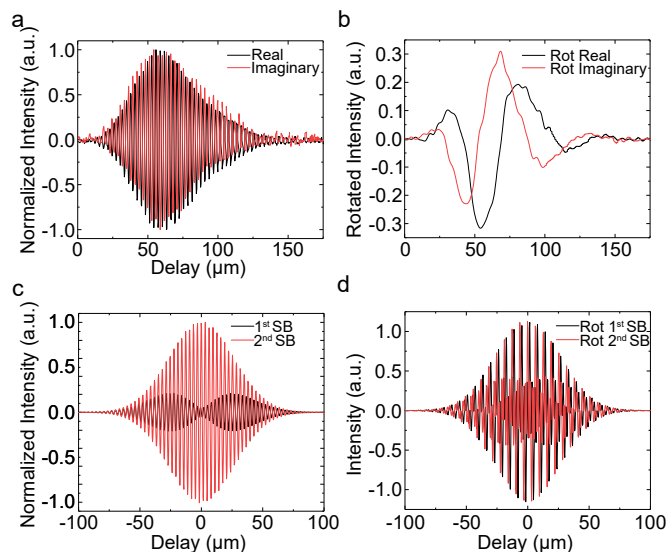 a
Normalized Intensity (a.u.)
1.0
0.5
0.0
-0.5
-1.0
Real
Imaginary
0 50 100 150
Delay (µm)
b
Rotated Intensity (a.u.)
0.3
0.2
0.1
0.0
-0.1
-0.2
-0.3
Rot Real
Rot Imaginary
0 50 100 150
Delay (µm)
c
Normalized Intensity (a.u.)
1.0
0.5
0.0
-0.5
-1.0
1st SB
2nd SB
-100 -50 0 50 100
Delay (µm)
d
Intensity (a.u.)
1.0
0.5
0.0
-0.5
-1.0
Rot 1st SB
Rot 2nd SB
-100 -50 0 50 100
Delay (µm)